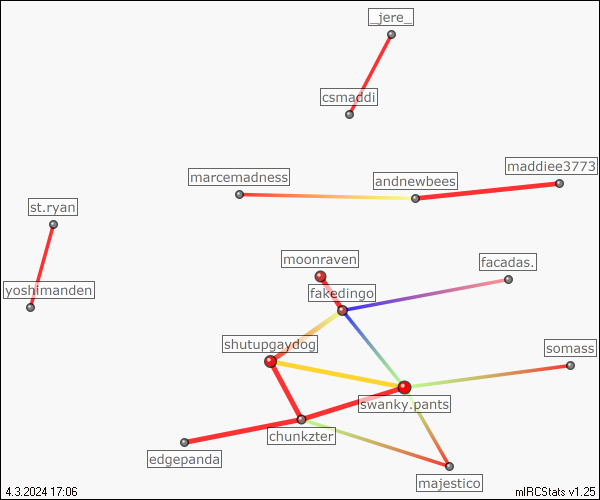 _jere_
csmaddi
maddiee3773
marcemadness
andnewbees
st.ryan
moonraven
facadas.
yoshimanden
fakedingo
shutupgaydog
somass
swanky.pants
chunkzter
edgepanda
majestico
4.3.2024 17:06
mIRCStats v1.25